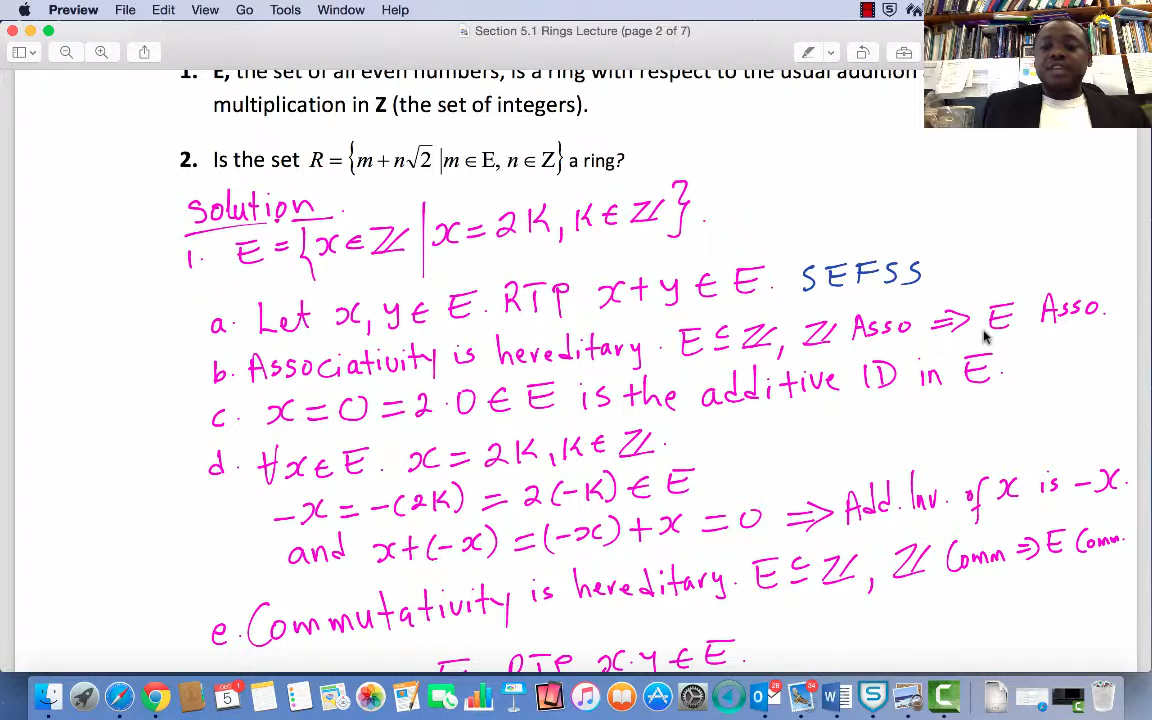 Preview File Edit View Go Tools Window Help
Section 5.1 Rings Lecture (page 2 of 7)
1. E, the set of all even numbers, is a ring with respect to the usual addition
multiplication in Z (the set of integers).
2. Is the set R = {m + n√2 | m ∈ E, n ∈ Z} a ring?
Solution
1. E = {x ∈ ℤ | x = 2K, K ∈ ℤ}.
a. Let x, y ∈ E. RTP x + y ∈ E. SEFSS
b. Associativity is hereditary. E ⊆ ℤ, ℤ Asso ⇒ E Asso.
c. x = 0 = 2·0 ∈ E is the additive ID in E.
d. ∀x ∈ E. x = 2K, K ∈ ℤ.
-x = -(2K) = 2(-K) ∈ E
and x + (-x) = (-x) + x = 0 ⇒ Add. Inv. of x is -x.
e. Commutativity is hereditary. E ⊆ ℤ, ℤ Comm ⇒ E Comm.
RTP x·y ∈ E.